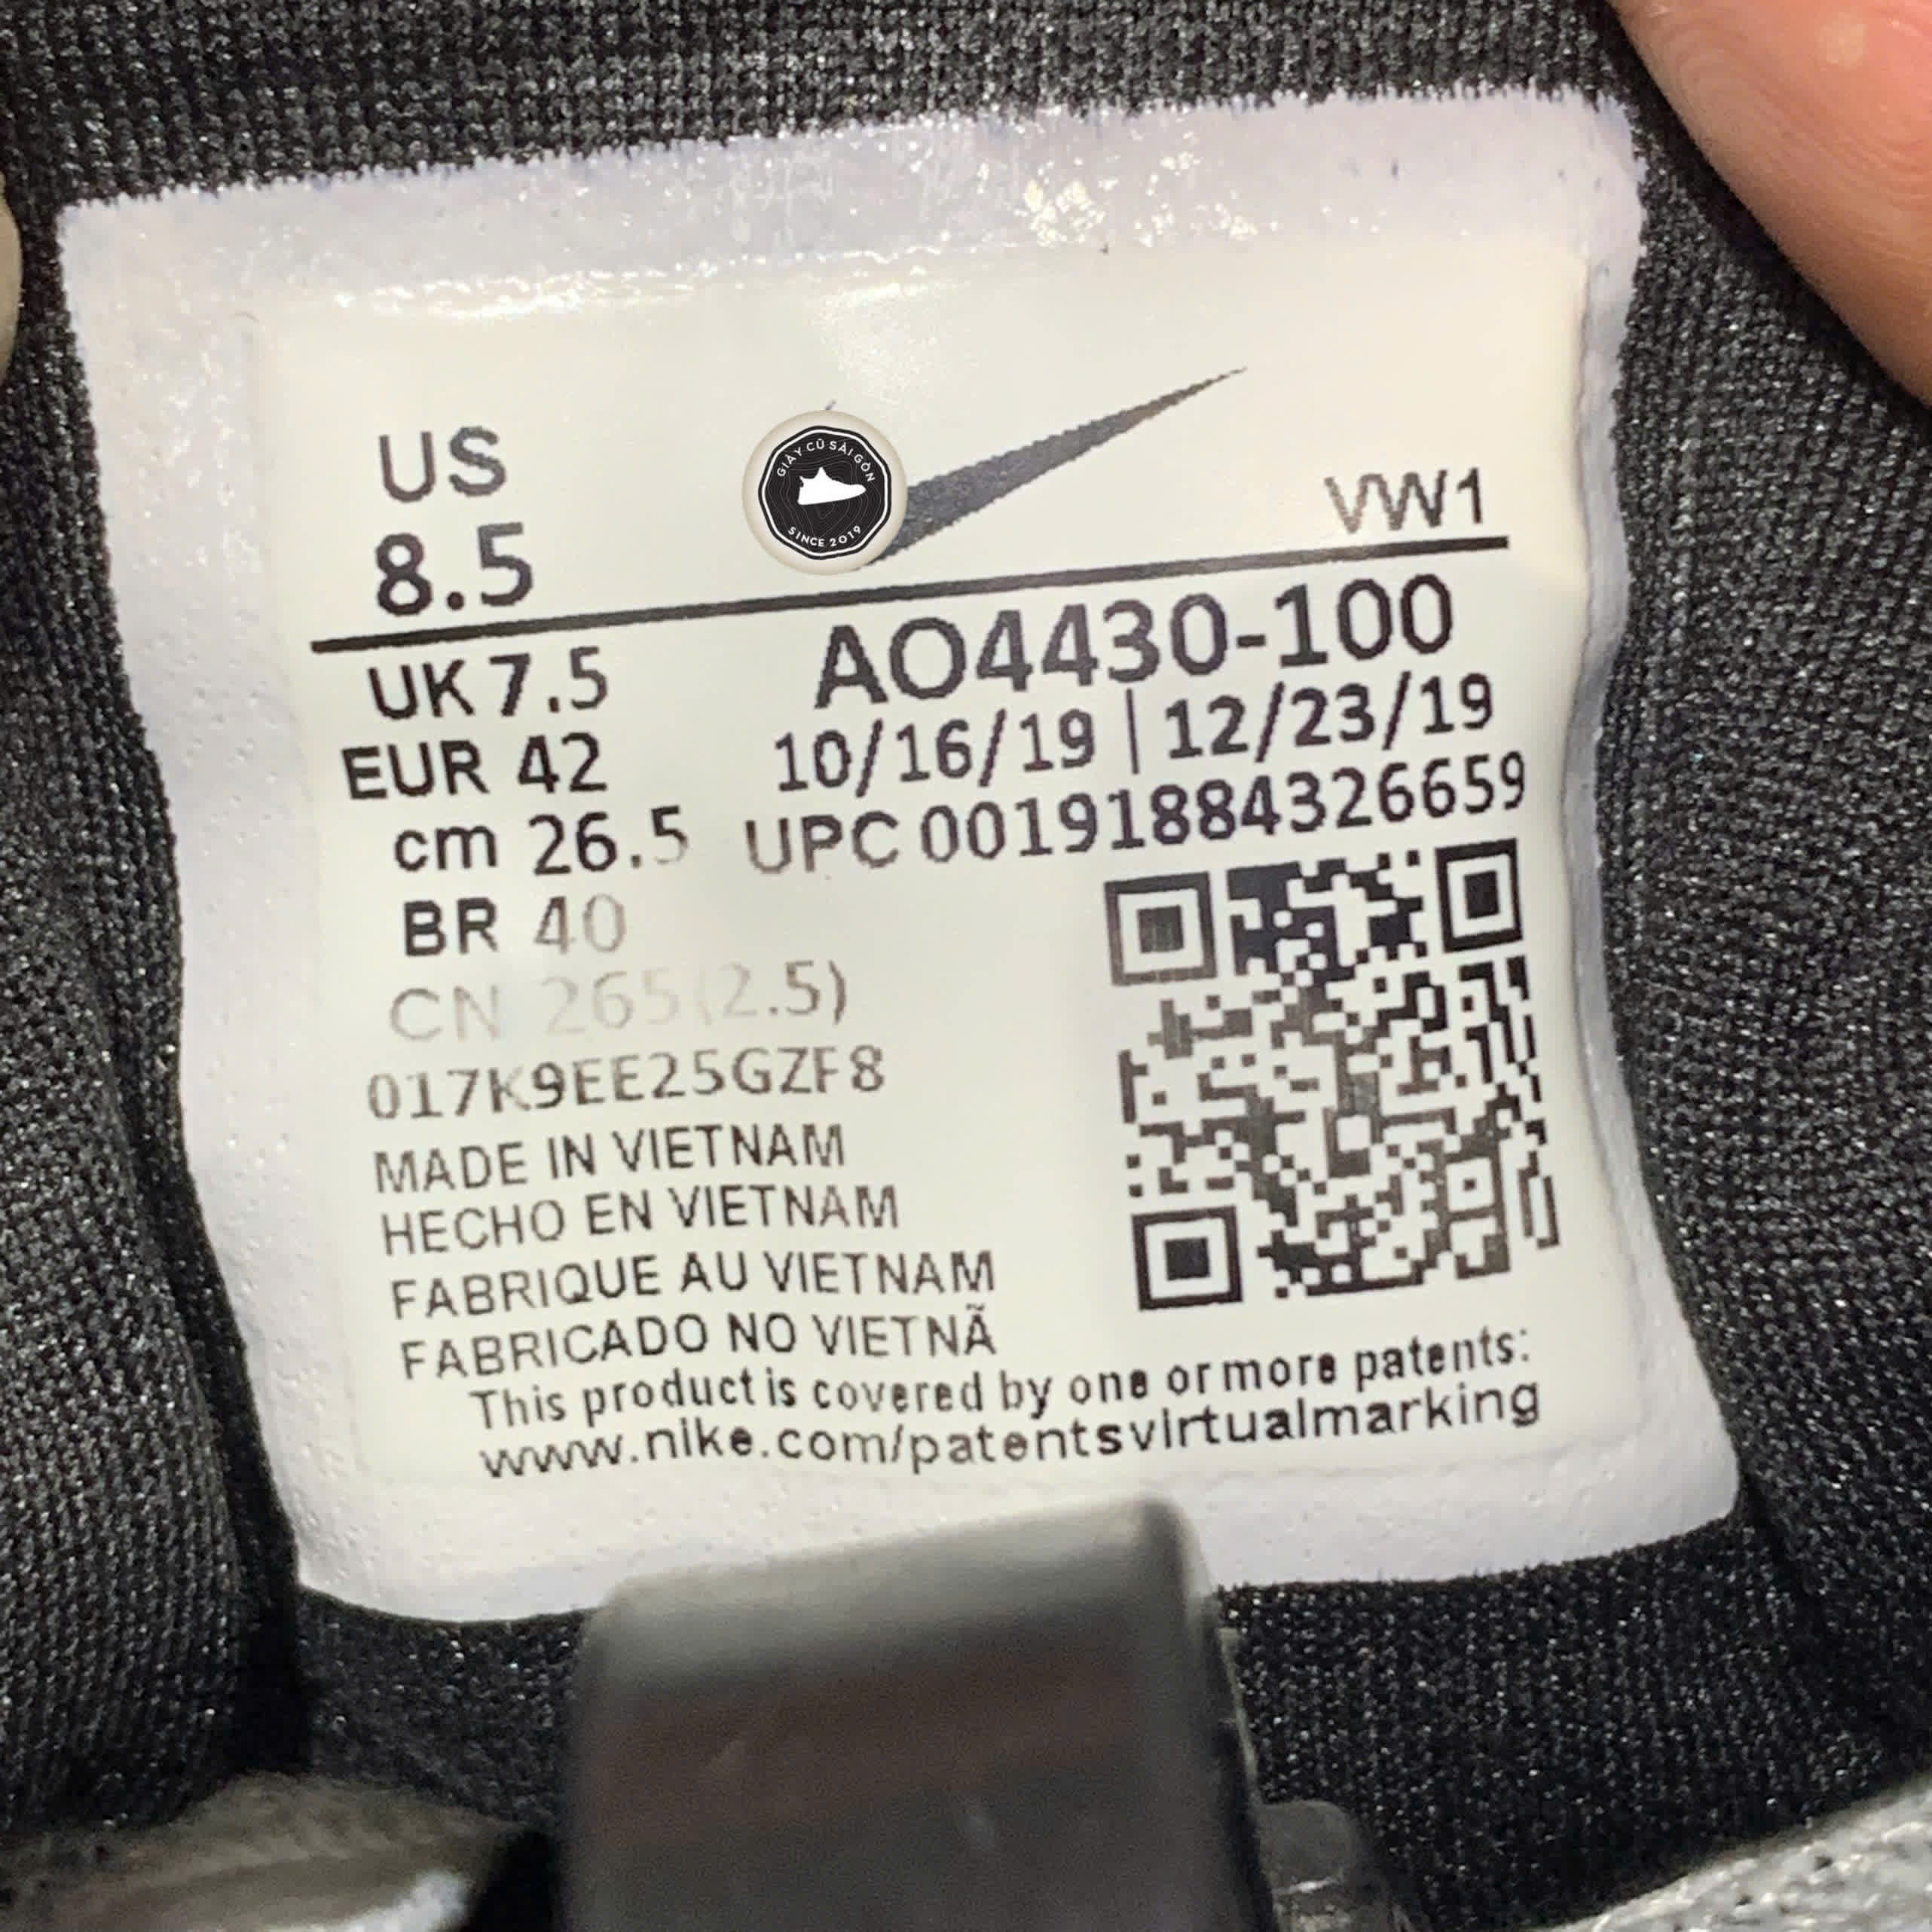 US
8.5
GIÀY CŨ SÀI GÒN
SINCE 2019
VW1
UK 7.5
AO4430-100
EUR 42
10/16/19 | 12/23/19
cm 26.5
UPC 00191884326659
BR 40
CN 265(2.5)
017K9EE25GZF8
MADE IN VIETNAM
HECHO EN VIETNAM
FABRIQUE AU VIETNAM
FABRICADO NO VIETNÃ
This product is covered by one or more patents:
www.nike.com/patentsvirtualmarking